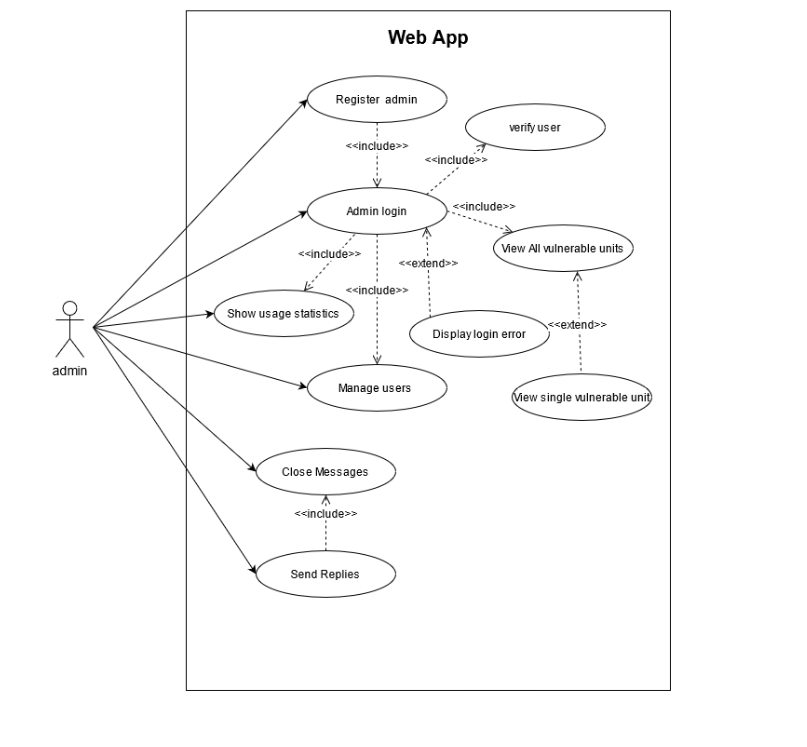 Web App
Register admin
<<include>>
verify user
<<include>>
Admin login
<<include>>
View All vulnerable units
<<include>>
<<extend>>
<<include>>
Show usage statistics
Display login error
<<extend>>
admin
Manage users
View single vulnerable unit
Close Messages
<<include>>
Send Replies